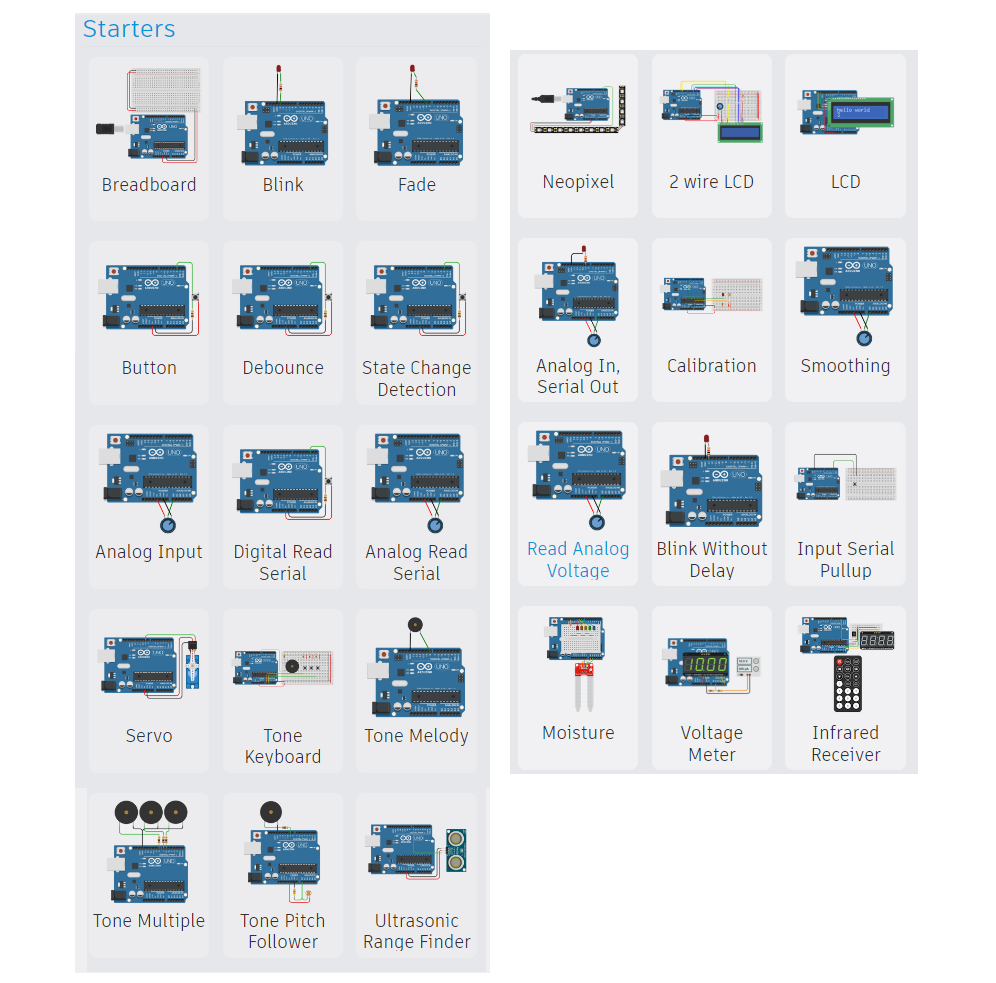 Starters
Breadboard
Blink
Fade
Button
Debounce
State Change
Detection
Analog Input
Digital Read
Serial
Analog Read
Serial
Servo
Tone
Keyboard
Tone Melody
Tone Multiple
Tone Pitch
Follower
Ultrasonic
Range Finder
Neopixel
2 wire LCD
hello world
LCD
Analog In,
Serial Out
Calibration
Smoothing
Read Analog
Voltage
Blink Without
Delay
Input Serial
Pullup
Moisture
Voltage
Meter
Infrared
Receiver